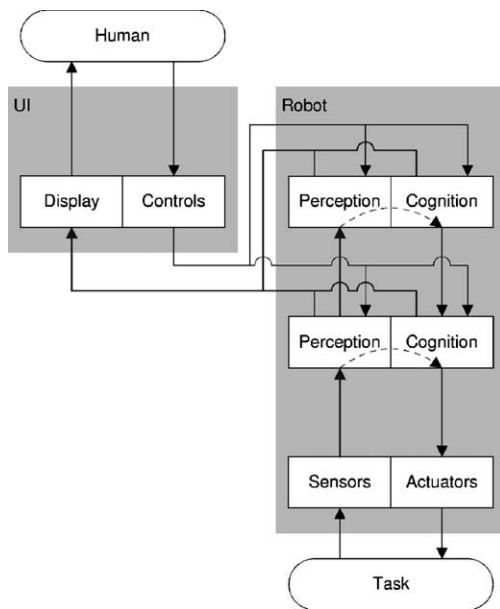 Human
UI
Robot
Display
Controls
Perception
Cognition
Perception
Cognition
Sensors
Actuators
Task